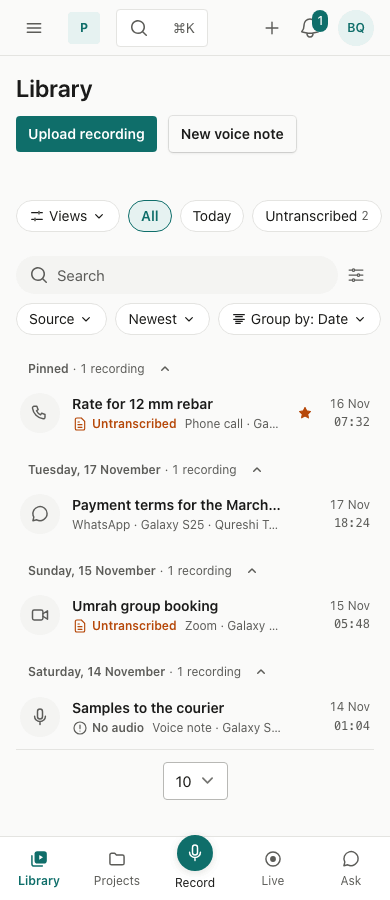 P
⌘K
1
BQ
Library
Upload recording
New voice note
Views
All
Today
Untranscribed 2
Search
Source
Newest
Group by: Date
Pinned · 1 recording
Rate for 12 mm rebar
16 Nov
Untranscribed Phone call · Ga...
07:32
Tuesday, 17 November · 1 recording
Payment terms for the March...
17 Nov
WhatsApp · Galaxy S25 · Qureshi T...
18:24
Sunday, 15 November · 1 recording
Umrah group booking
15 Nov
Untranscribed Zoom · Galaxy ...
05:48
Saturday, 14 November · 1 recording
Samples to the courier
14 Nov
No audio Voice note · Galaxy S...
01:04
10
Library
Projects
Record
Live
Ask